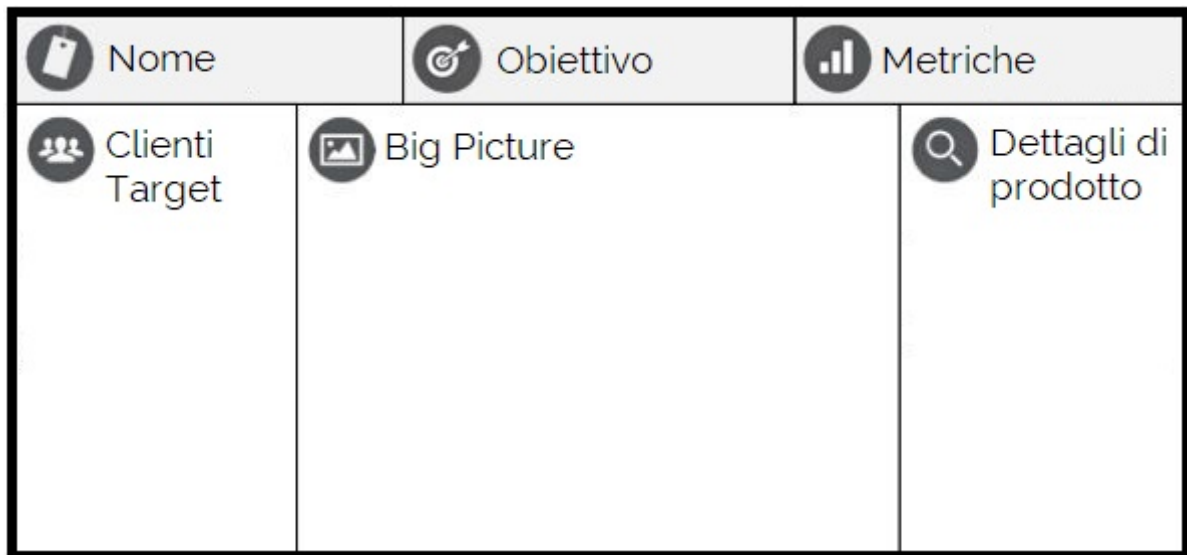 Nome
Obiettivo
Metriche
Clienti
Target
Big Picture
Dettagli di
prodotto